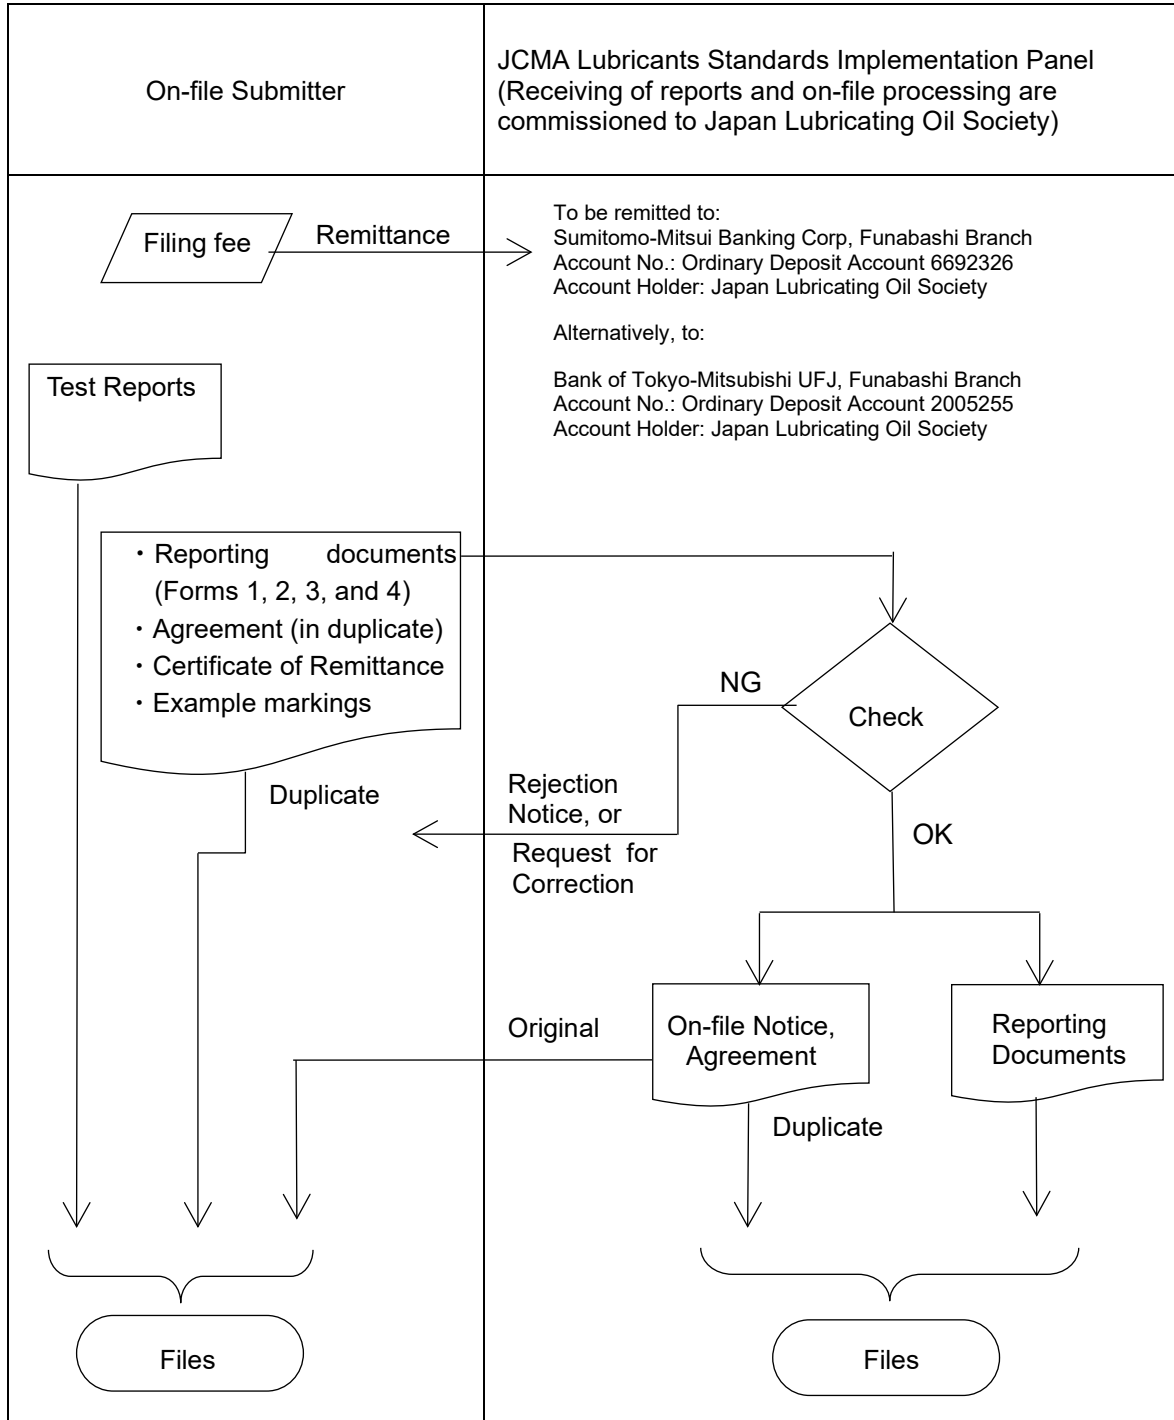 On-file Submitter
JCMA Lubricants Standards Implementation Panel
(Receiving of reports and on-file processing are
commissioned to Japan Lubricating Oil Society)
Filing fee
Remittance
To be remitted to:
Sumitomo-Mitsui Banking Corp, Funabashi Branch
Account No.: Ordinary Deposit Account 6692326
Account Holder: Japan Lubricating Oil Society
Alternatively, to:
Bank of Tokyo-Mitsubishi UFJ, Funabashi Branch
Account No.: Ordinary Deposit Account 2005255
Account Holder: Japan Lubricating Oil Society
Test Reports
・Reporting documents
(Forms 1, 2, 3, and 4)
・Agreement (in duplicate)
・Certificate of Remittance
・Example markings
Duplicate
Check
NG
Rejection
Notice, or
Request for
Correction
OK
Original
On-file Notice,
Agreement
Reporting
Documents
Duplicate
Files
Files